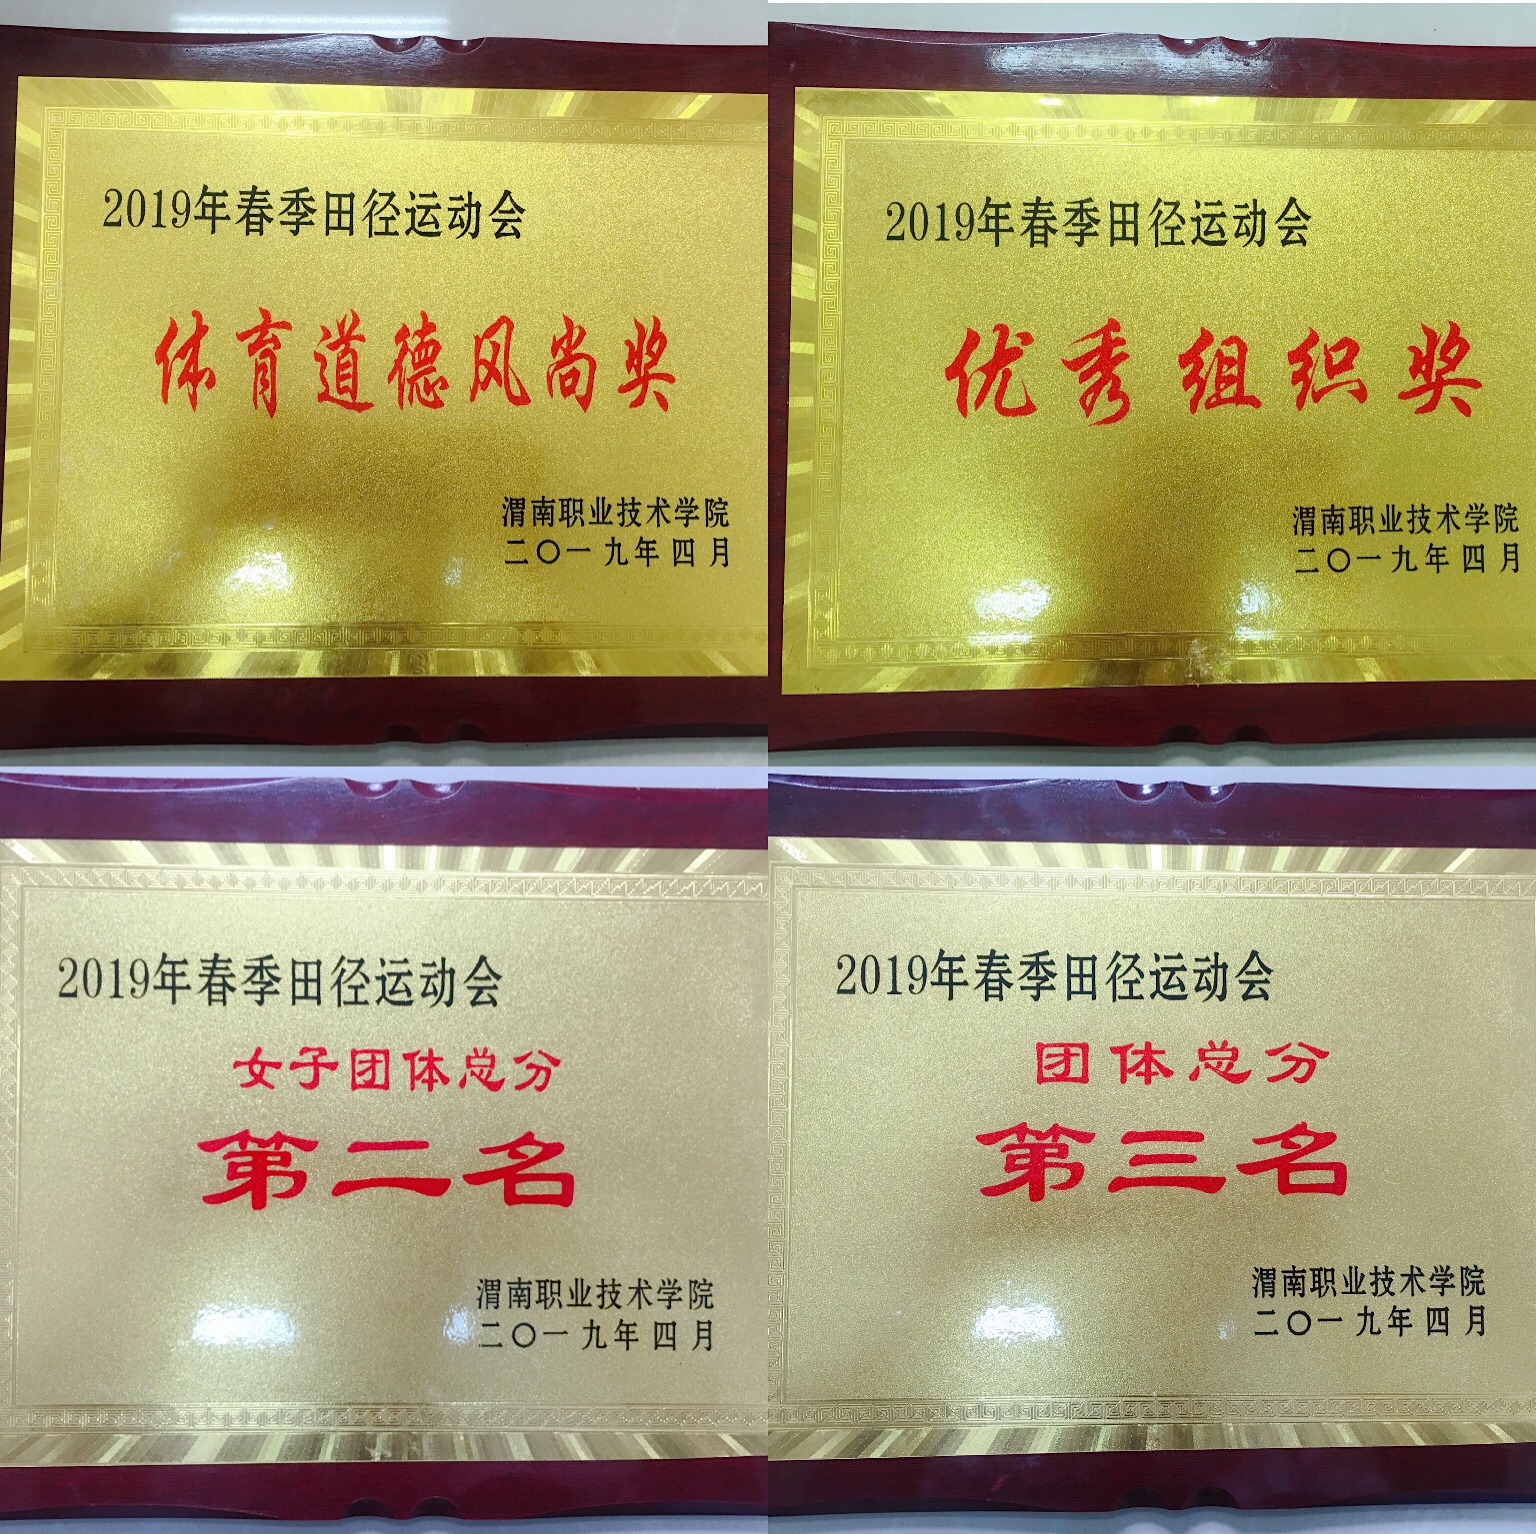 2019年春季田径运动会
体育道德风尚奖
渭南职业技术学院
二〇一九年四月
2019年春季田径运动会
优秀组织奖
渭南职业技术学院
二〇一九年四月
2019年春季田径运动会
女子团体总分
第二名
渭南职业技术学院
二〇一九年四月
2019年春季田径运动会
团体总分
第三名
渭南职业技术学院
二〇一九年四月